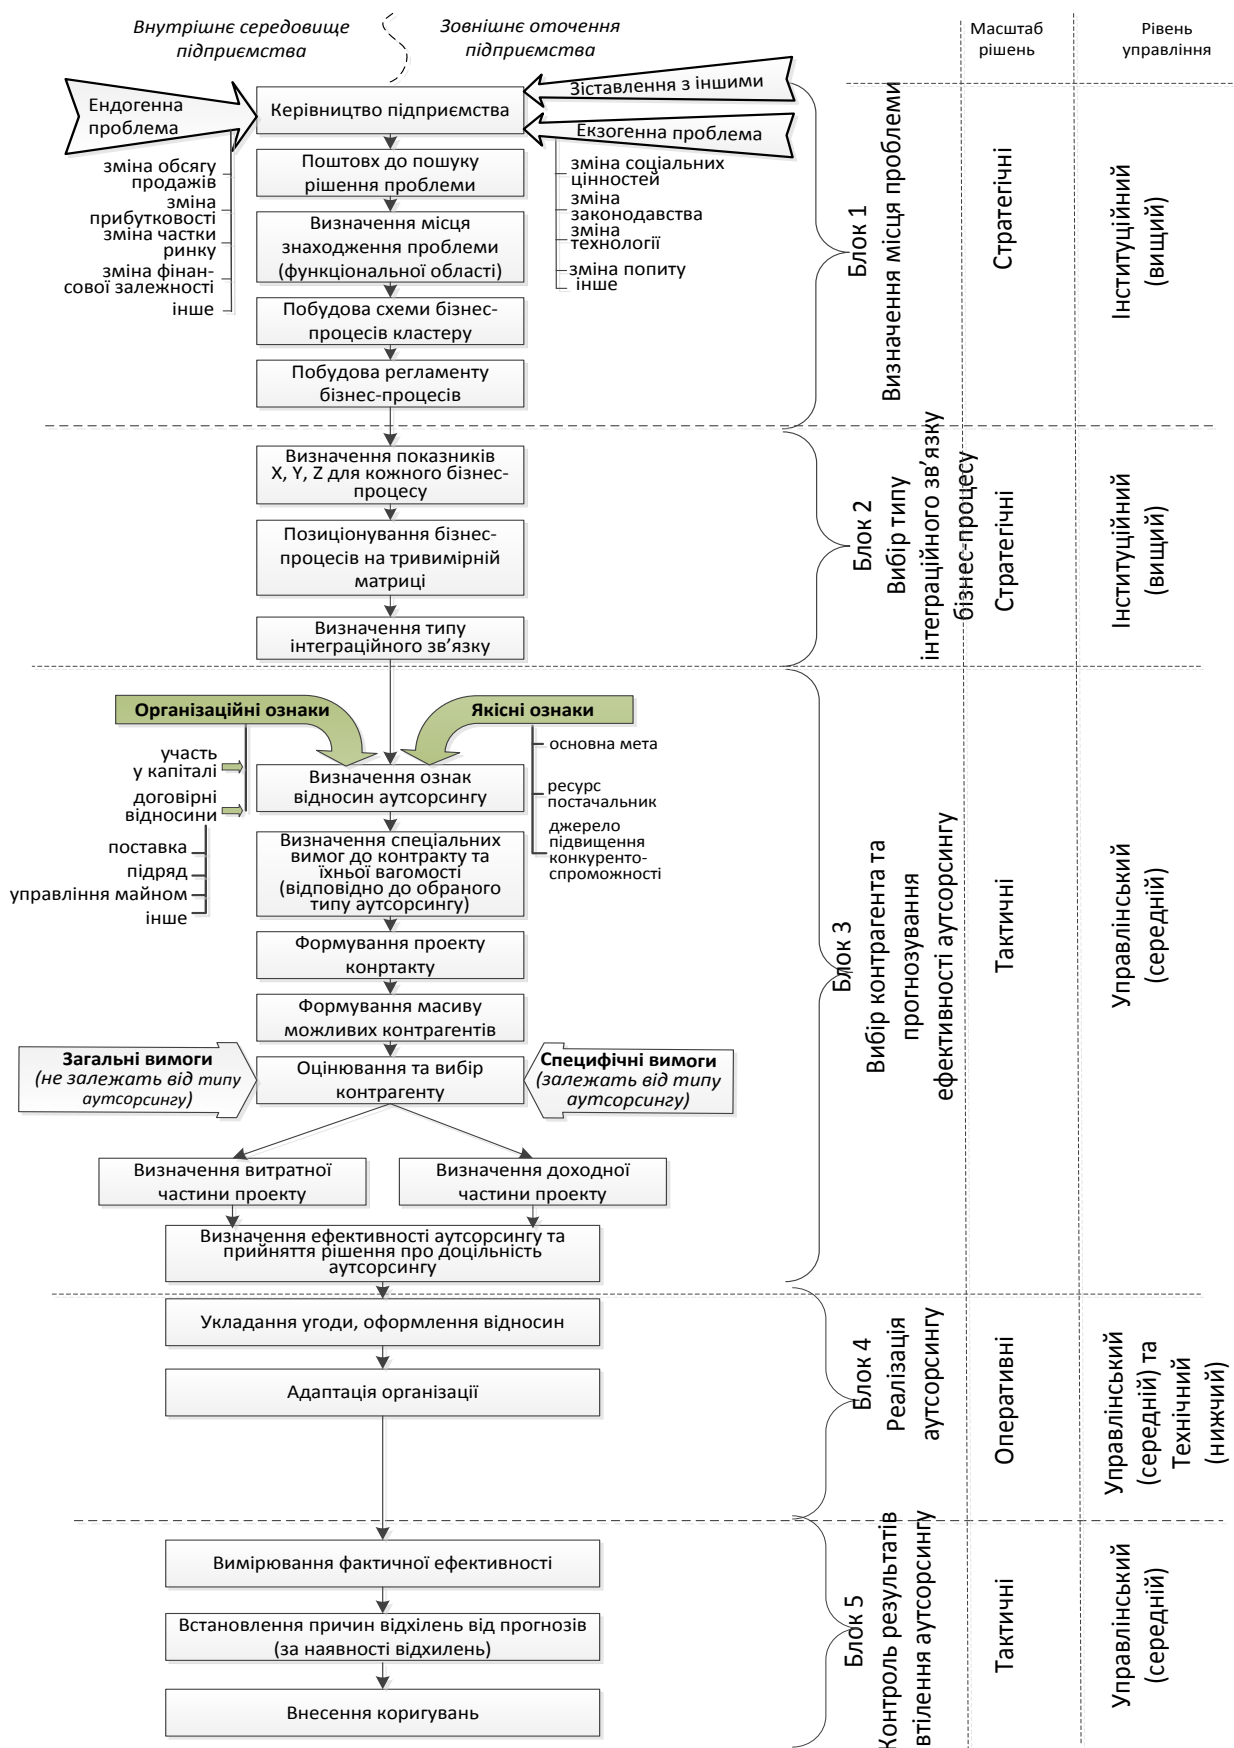 Внутрішнє середовище
підприємства
Зовнішнє оточення
підприємства
Масштаб
рішень
Рівень
управління
Ендогенна
проблема
Керівництво підприємства
Зіставлення з іншими
Екзогенна проблема
зміна обсягу
продажів
зміна
прибутковості
зміна частки
ринку
зміна фінан-
сової залежності
інше
Поштовх до пошуку
рішення проблеми
Визначення місця
знаходження проблеми
(функціональної області)
Побудова схеми бізнес-
процесів кластеру
Побудова регламенту
бізнес-процесів
зміна соціальних
цінностей
зміна
законодавства
зміна
технології
зміна попиту
інше
Блок 1
Визначення місця проблеми
Стратегічні
Інституційний
(вищий)
Визначення показників
X, Y, Z для кожного бізнес-
процесу
Позиціонування бізнес-
процесів на тривимірній
матриці
Визначення типу
інтеграційного зв’язку
Блок 2
Вибір типу
інтеграційного зв’язку
бізнес-процесу
Стратегічні
Інституційний
(вищий)
Організаційні ознаки
Якісні ознаки
участь
у капіталі
договірні
відносини
поставка
підряд
управління майном
інше
основна мета
ресурс
постачальник
джерело
підвищення
конкуренто-
спроможності
Визначення ознак
відносин аутсорсингу
Визначення спеціальних
вимог до контракту та
їхньої вагомості
(відповідно до обраного
типу аутсорсингу)
Формування проекту
конртакту
Формування масиву
можливих контрагентів
Загальні вимоги
(не залежать від типу
аутсорсингу)
Оцінювання та вибір
контрагенту
Специфічні вимоги
(залежать від типу
аутсорсингу)
Визначення витратної
частини проекту
Визначення доходної
частини проекту
Визначення ефективності аутсорсингу та
прийняття рішення про доцільність
аутсорсингу
Блок 3
Вибір контрагента та
прогнозування
ефективності аутсорсингу
Тактичні
Управлінський
(середній)
Укладання угоди, оформлення відносин
Адаптація організації
Блок 4
Реалізація
аутсорсингу
Оперативні
Управлінський
(середній) та
Технічний
(нижчий)
Вимірювання фактичної ефективності
Встановлення причин відхілень від прогнозів
(за наявності відхилень)
Внесення коригувань
Блок 5
Контроль результатів
втілення аутсорсингу
Тактичні
Управлінський
(середній)